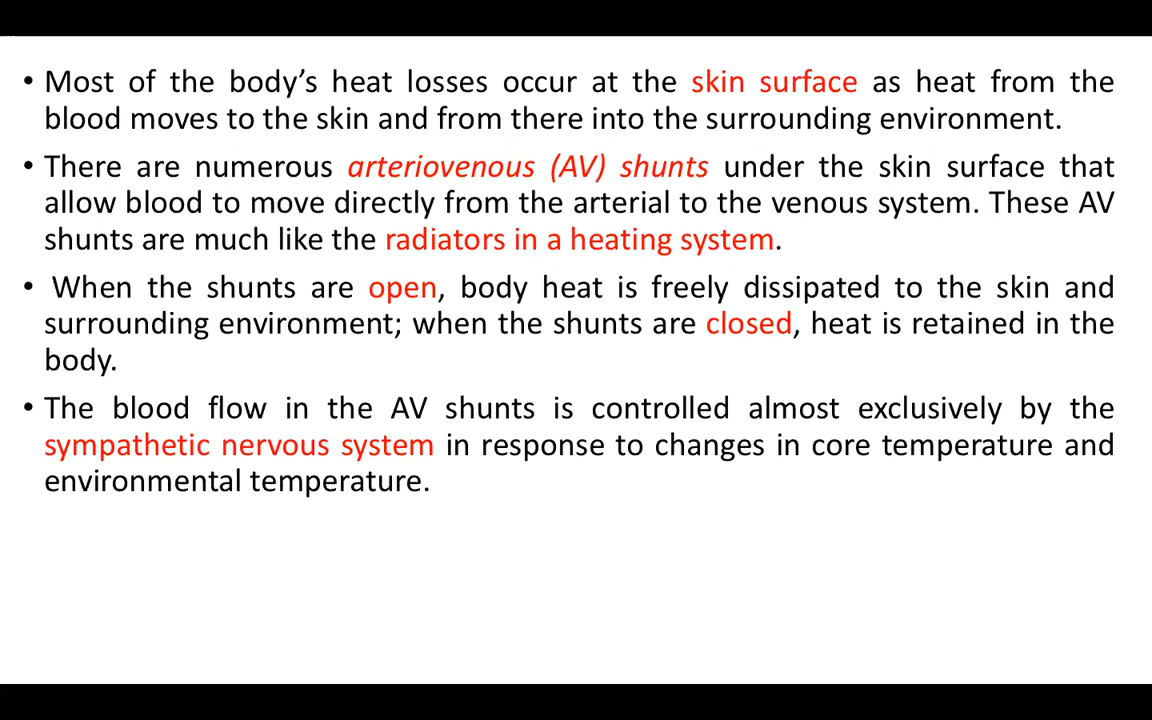 • Most of the body’s heat losses occur at the skin surface as heat from the
blood moves to the skin and from there into the surrounding environment.
• There are numerous arteriovenous (AV) shunts under the skin surface that
allow blood to move directly from the arterial to the venous system. These AV
shunts are much like the radiators in a heating system.
• When the shunts are open, body heat is freely dissipated to the skin and
surrounding environment; when the shunts are closed, heat is retained in the
body.
• The blood flow in the AV shunts is controlled almost exclusively by the
sympathetic nervous system in response to changes in core temperature and
environmental temperature.